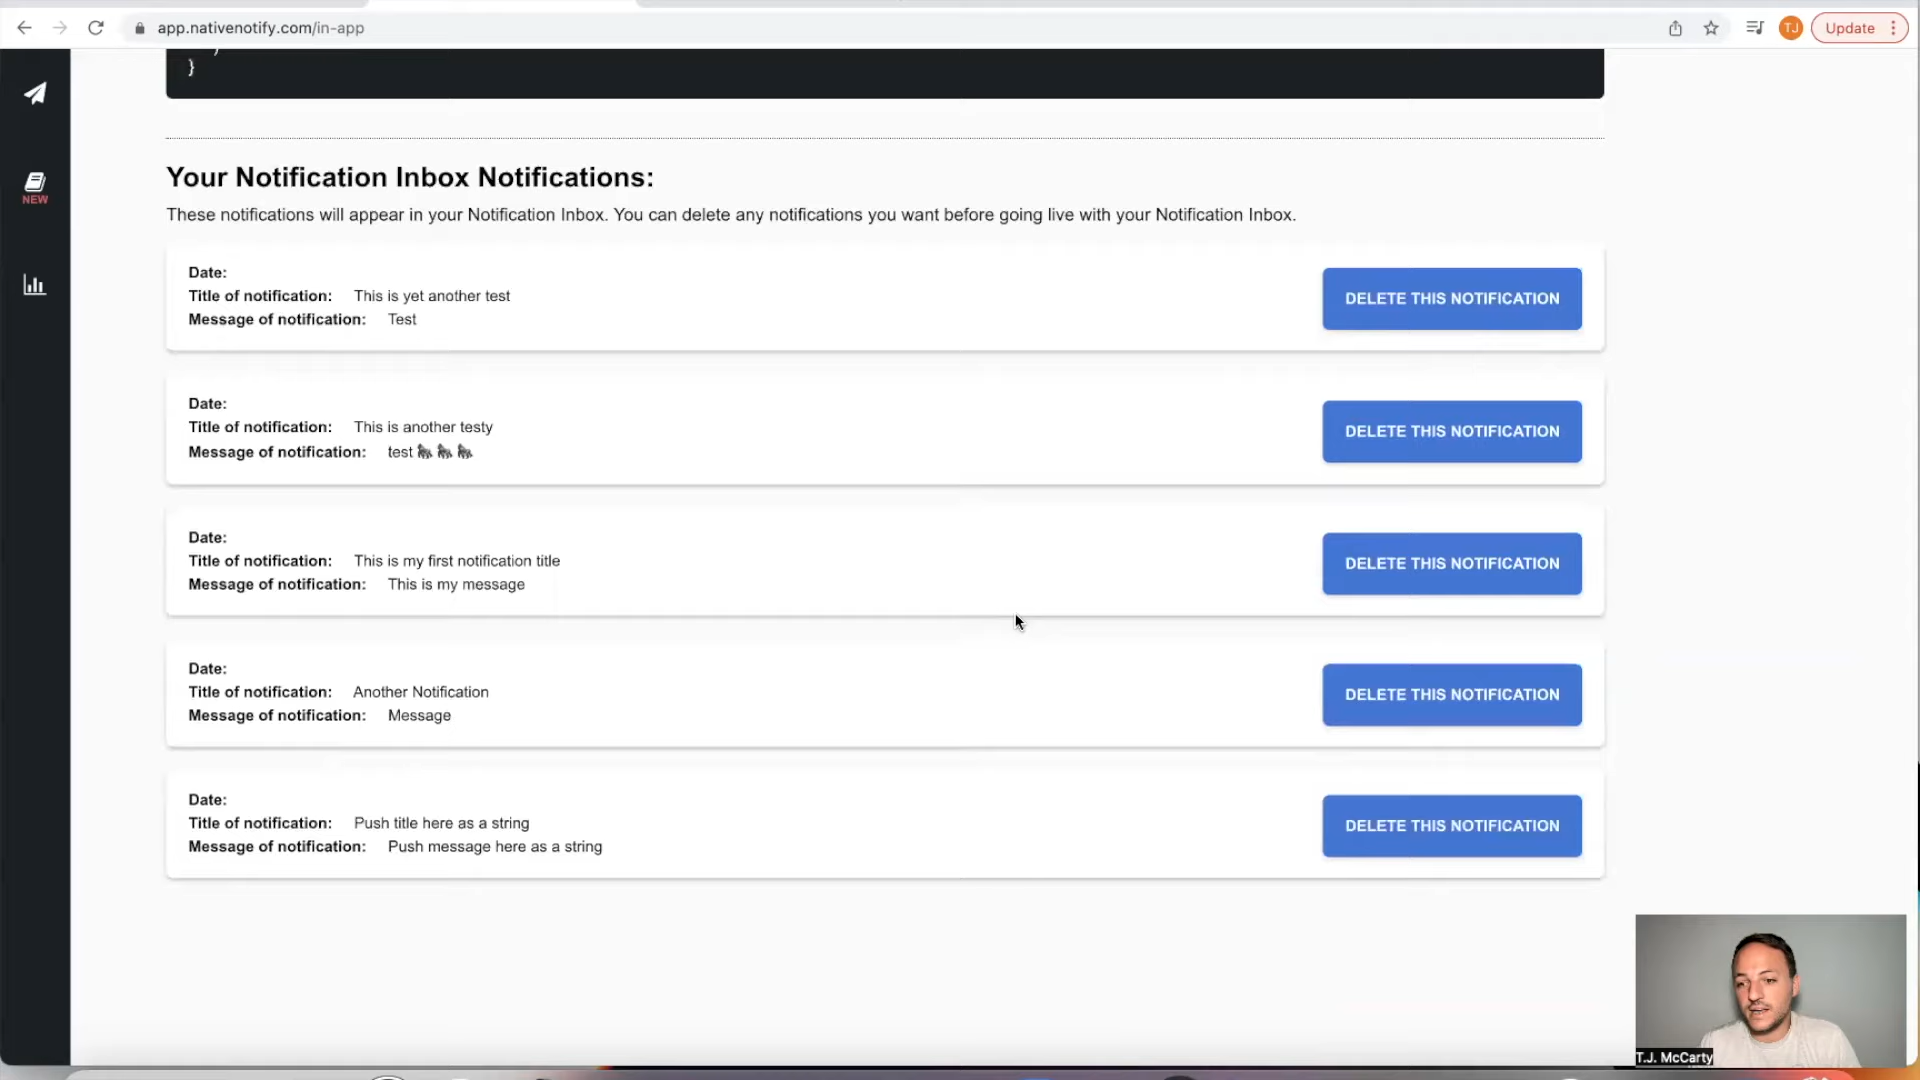 app.nativenotify.com/in-app
TJ
Update
}
NEW
Your Notification Inbox Notifications:
These notifications will appear in your Notification Inbox. You can delete any notifications you want before going live with your Notification Inbox.
Date:
Title of notification: This is yet another test
Message of notification: Test
DELETE THIS NOTIFICATION
Date:
Title of notification: This is another testy
Message of notification: test 🦍 🦍 🦍
DELETE THIS NOTIFICATION
Date:
Title of notification: This is my first notification title
Message of notification: This is my message
DELETE THIS NOTIFICATION
Date:
Title of notification: Another Notification
Message of notification: Message
DELETE THIS NOTIFICATION
Date:
Title of notification: Push title here as a string
Message of notification: Push message here as a string
DELETE THIS NOTIFICATION
T.J. McCarty